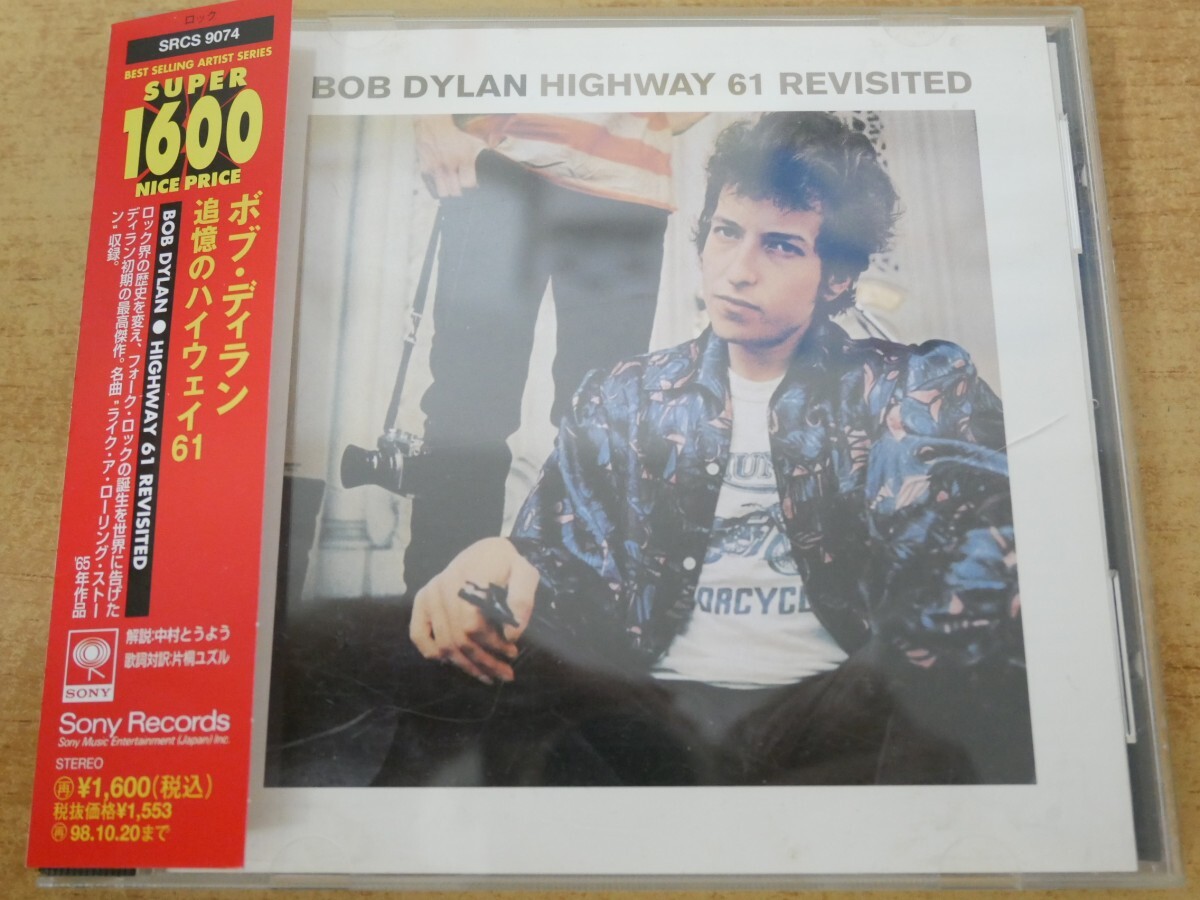 ロック
SRCS 9074
BEST SELLING ARTIST SERIES
SUPER
1600
NICE PRICE
ボブ・ディラン
追憶のハイウェイ61
BOB DYLAN ● HIGHWAY 61 REVISITED
ロック界の歴史を変え、フォーク・ロックの誕生を世界に告げた
ディラン初期の最高傑作。名曲“ライク・ア・ローリング・ストー
ン”収録。
'65年作品
解説:中村とうよう
歌詞対訳:片桐ユズル
SONY
Sony Records
Sony Music Entertainment (Japan) Inc.
STEREO
再 ¥1,600(税込)
税抜価格¥1,553
再 98.10.20まで
BOB DYLAN HIGHWAY 61 REVISITED
ORCYC